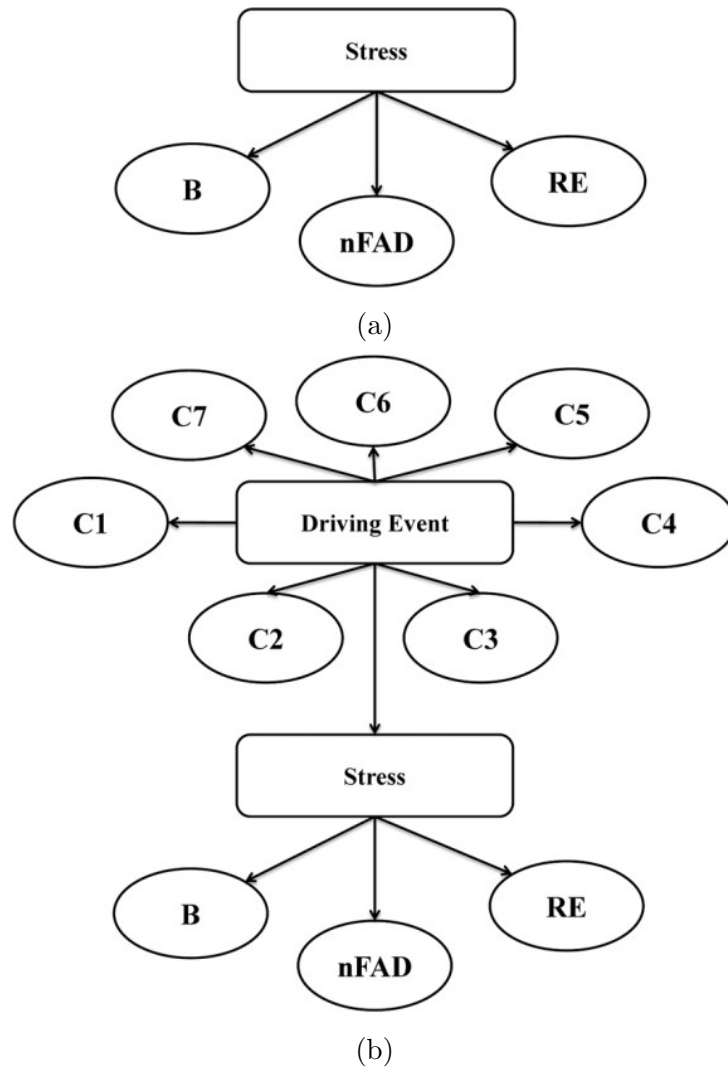 Stress
B
RE
nFAD
(a)
C7
C6
C5
C1
Driving Event
C4
C2
C3
Stress
B
RE
nFAD
(b)